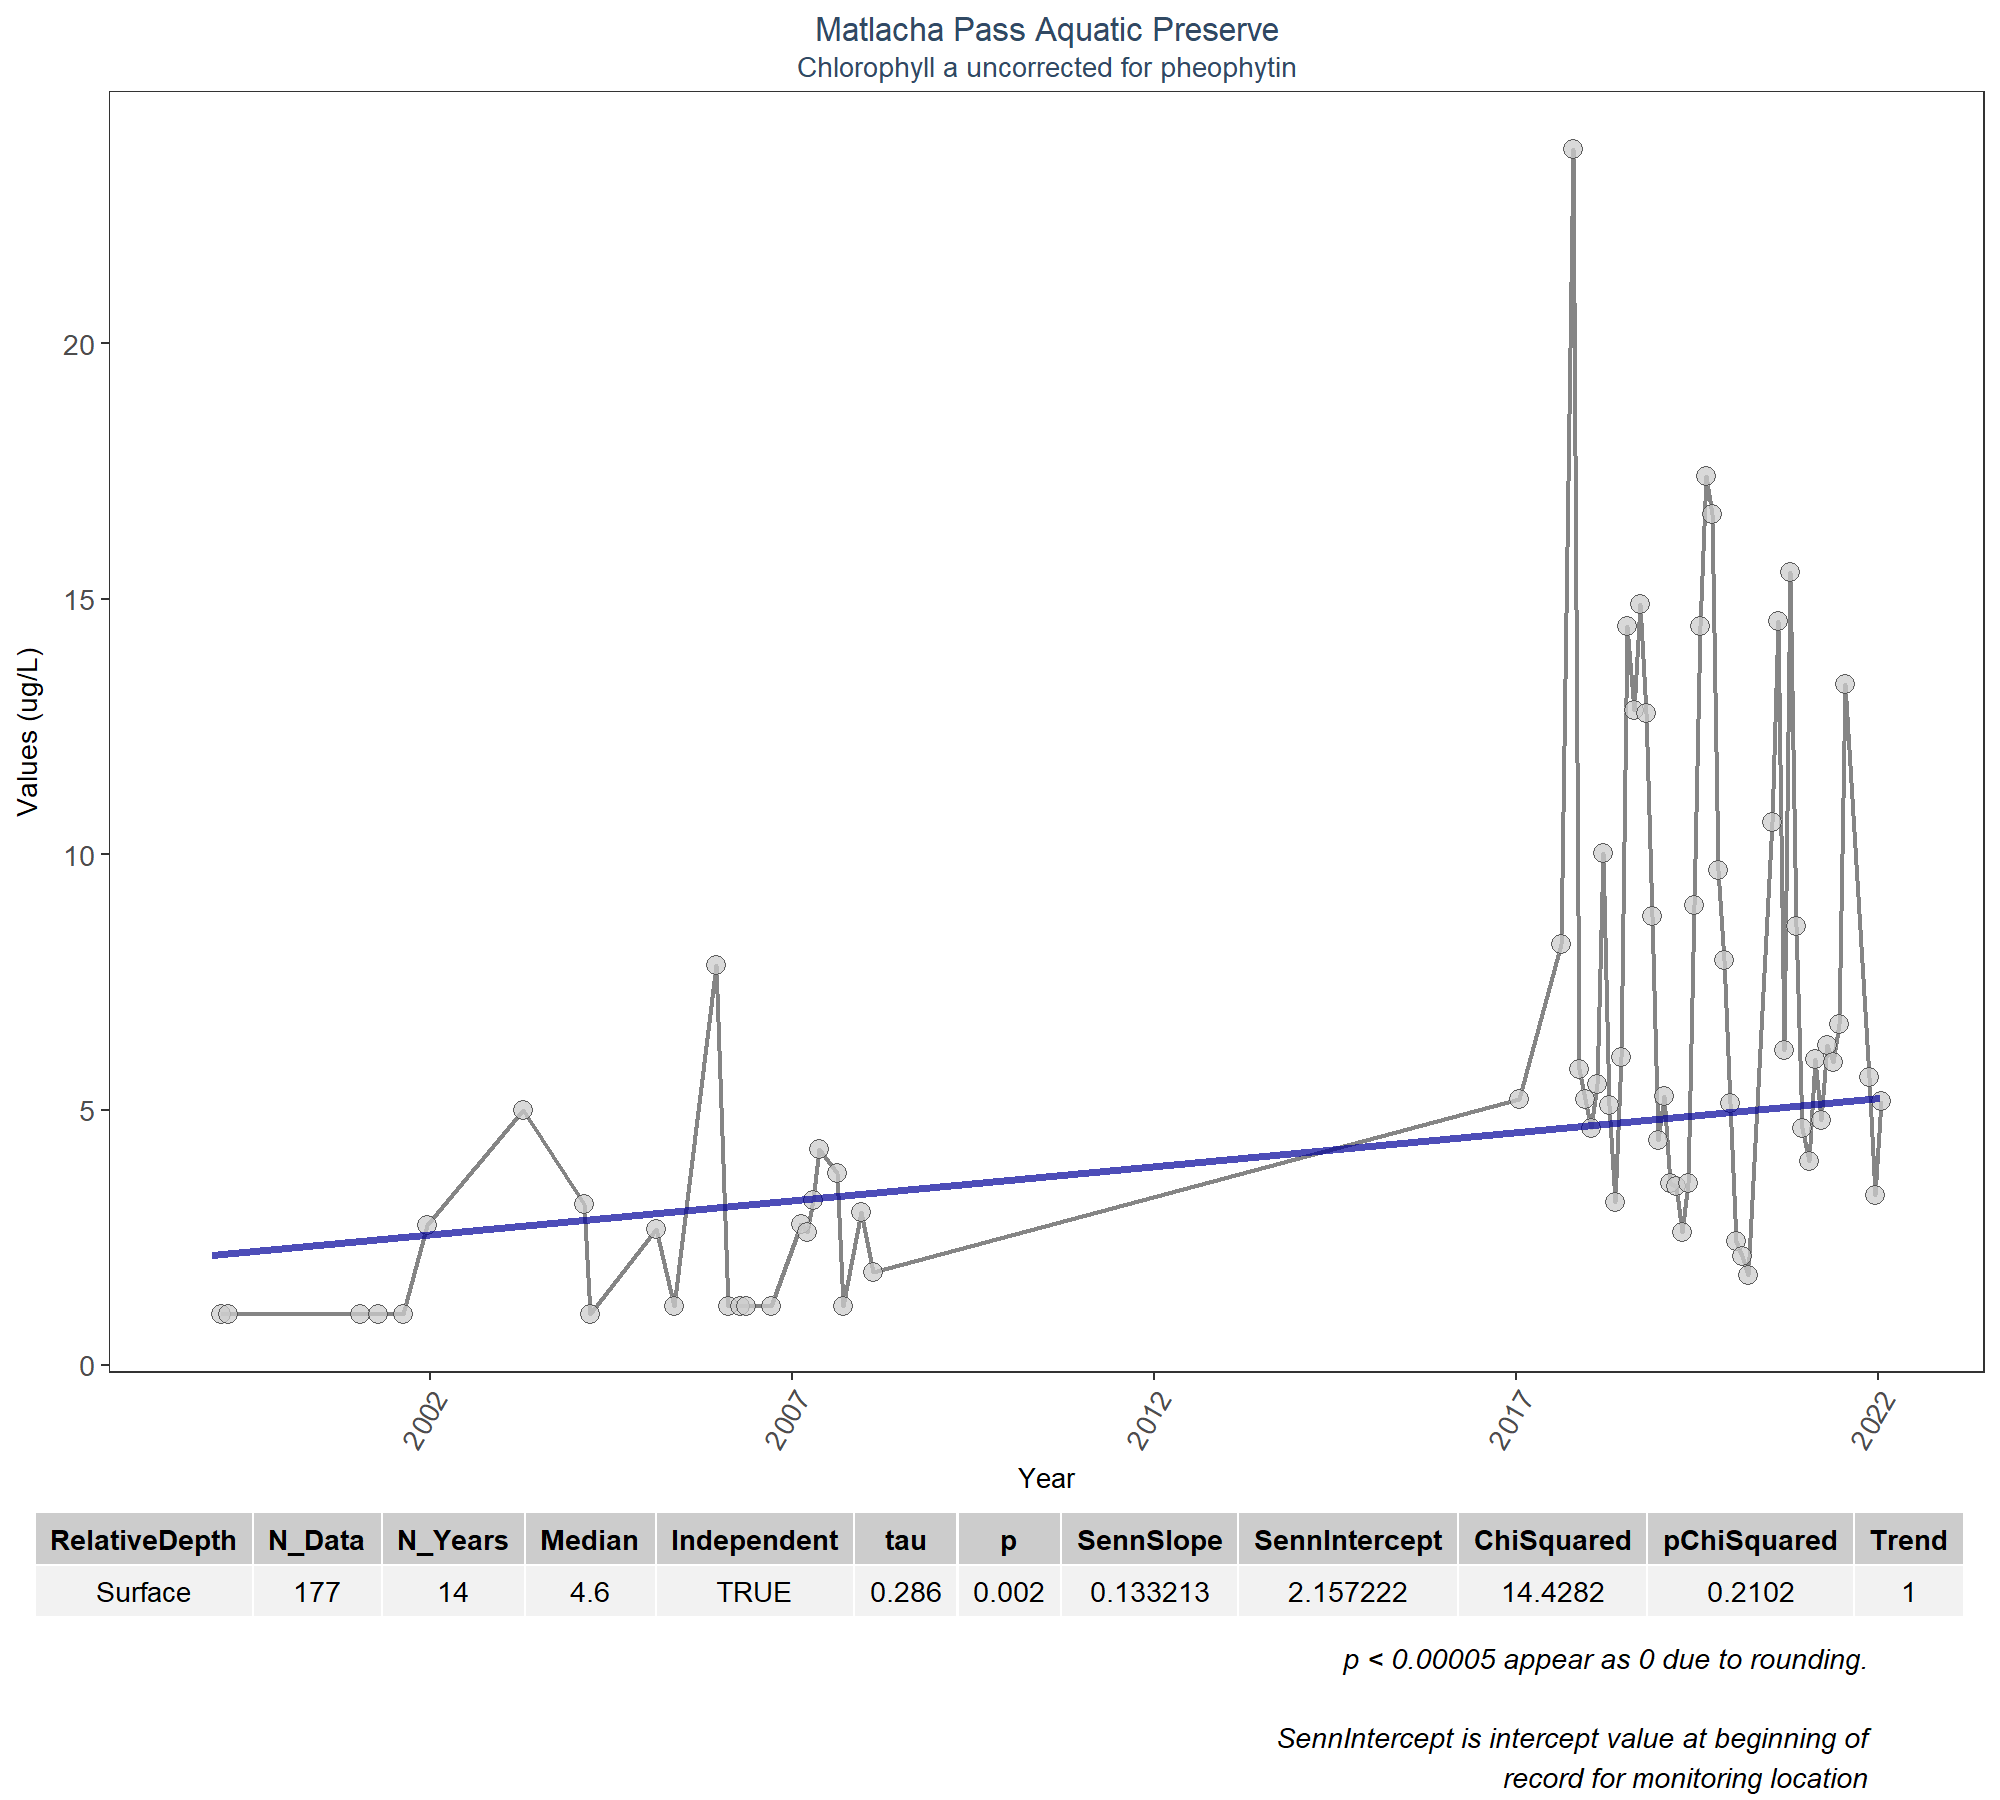 Matlacha Pass Aquatic Preserve
Chlorophyll a uncorrected for pheophytin
Values (ug/L)
20
15
10
5
0
2002 2007 2012 2017 2022
Year
RelativeDepth N_Data N_Years Median Independent tau p SennSlope SennIntercept ChiSquared pChiSquared Trend
Surface 177 14 4.6 TRUE 0.286 0.002 0.133213 2.157222 14.4282 0.2102 1
p < 0.00005 appear as 0 due to rounding.
SennIntercept is intercept value at beginning of
record for monitoring location